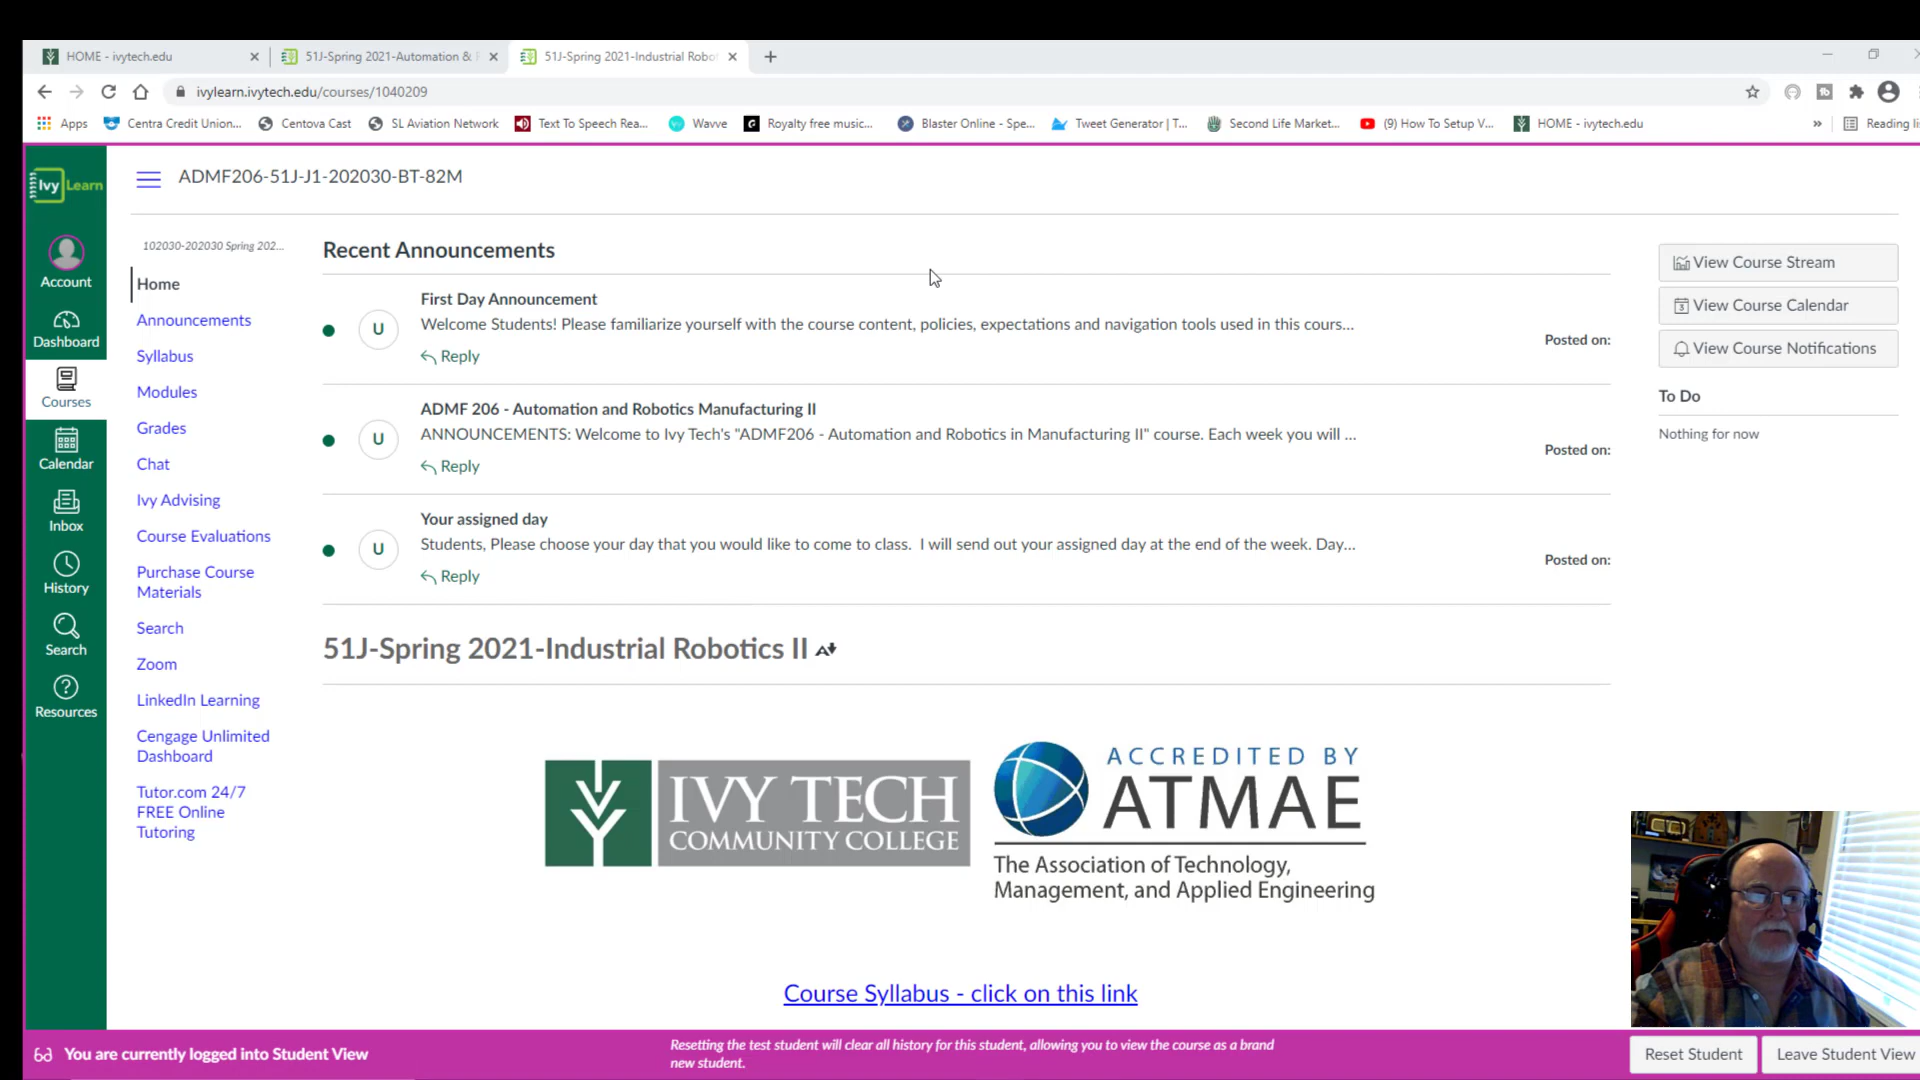 HOME - ivytech.edu
51J-Spring 2021-Automation &
51J-Spring 2021-Industrial Robo
ivylearn.ivytech.edu/courses/1040209
Apps
Centra Credit Union...
Centova Cast
SL Aviation Network
Text To Speech Rea...
Wavve
Royalty free music...
Blaster Online - Spe...
Tweet Generator | T...
Second Life Market...
(9) How To Setup V...
HOME - ivytech.edu
»
Reading
Ivy Learn
ADMF206-51J-J1-202030-BT-82M
Account
Dashboard
Courses
Calendar
Inbox
History
Search
Resources
102030-202030 Spring 202...
Home
Announcements
Syllabus
Modules
Grades
Chat
Ivy Advising
Course Evaluations
Purchase Course
Materials
Search
Zoom
LinkedIn Learning
Cengage Unlimited
Dashboard
Tutor.com 24/7
FREE Online
Tutoring
Recent Announcements
First Day Announcement
U
Welcome Students! Please familiarize yourself with the course content, policies, expectations and navigation tools used in this cours...
Posted on:
Reply
ADMF 206 - Automation and Robotics Manufacturing II
U
ANNOUNCEMENTS: Welcome to Ivy Tech's "ADMF206 - Automation and Robotics in Manufacturing II" course. Each week you will ...
Posted on:
Reply
Your assigned day
U
Students, Please choose your day that you would like to come to class.  I will send out your assigned day at the end of the week. Day...
Posted on:
Reply
51J-Spring 2021-Industrial Robotics II
IVY TECH
COMMUNITY COLLEGE
ACCREDITED BY
ATMAE
The Association of Technology,
Management, and Applied Engineering
Course Syllabus - click on this link
View Course Stream
3
View Course Calendar
View Course Notifications
To Do
Nothing for now
You are currently logged into Student View
Resetting the test student will clear all history for this student, allowing you to view the course as a brand
new student.
Reset Student
Leave Student View